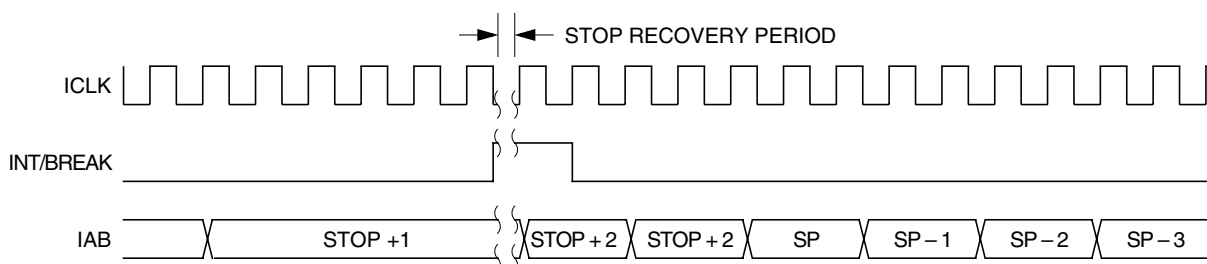 STOP RECOVERY PERIOD
ICLK
INT/BREAK
IAB STOP +1 STOP + 2 STOP + 2 SP SP – 1 SP – 2 SP – 3